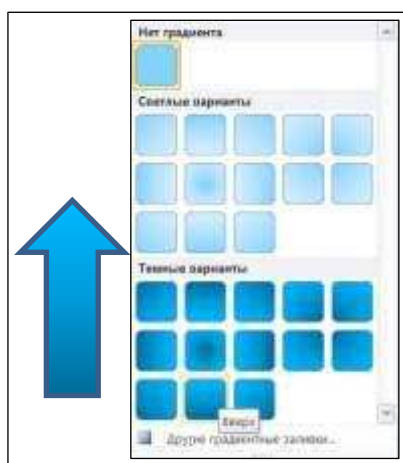 Нет градиента
Светлые варианты
Темные варианты
Вверх
Другие градиентные заливки...